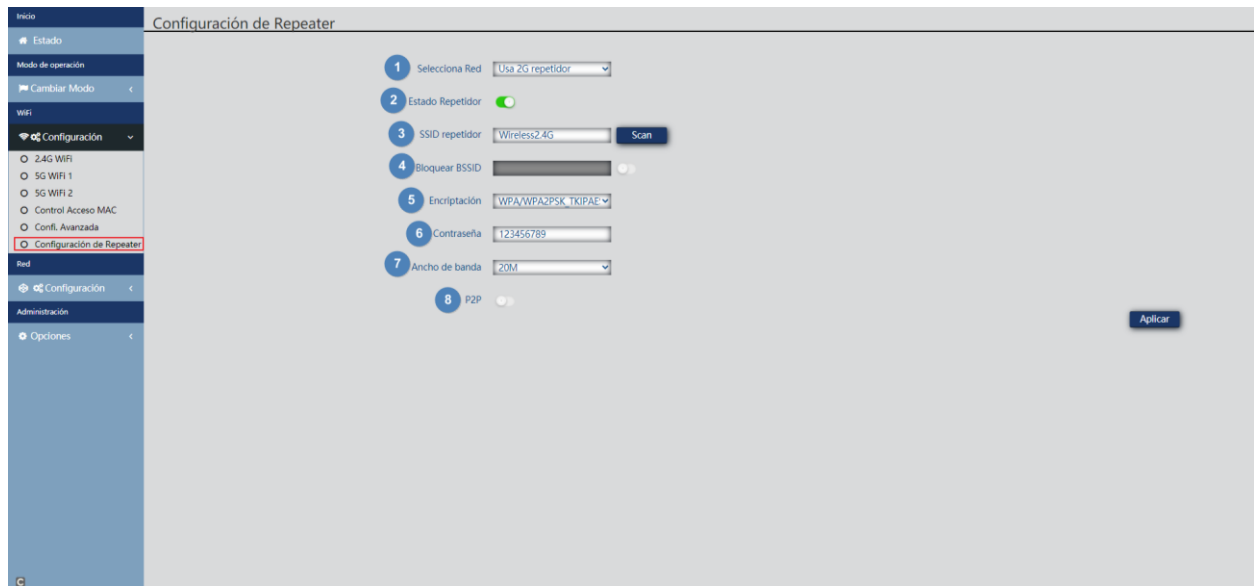 Inicio
Configuración de Repeater
Estado
Modo de operación
Cambiar Modo
WiFi
Configuración
2.4G WiFi
5G WiFi 1
5G WiFi 2
Control Acceso MAC
Confi. Avanzada
Configuración de Repeater
Red
Configuración
Administración
Opciones
1 Selecciona Red Usa 2G repetidor
2 Estado Repetidor
3 SSID repetidor Wireless2.4G Scan
4 Bloquear BSSID
5 Encriptación WPA/WPA2PSK_TKIPAE
6 Contraseña 123456789
7 Ancho de banda 20M
8 P2P
Aplicar